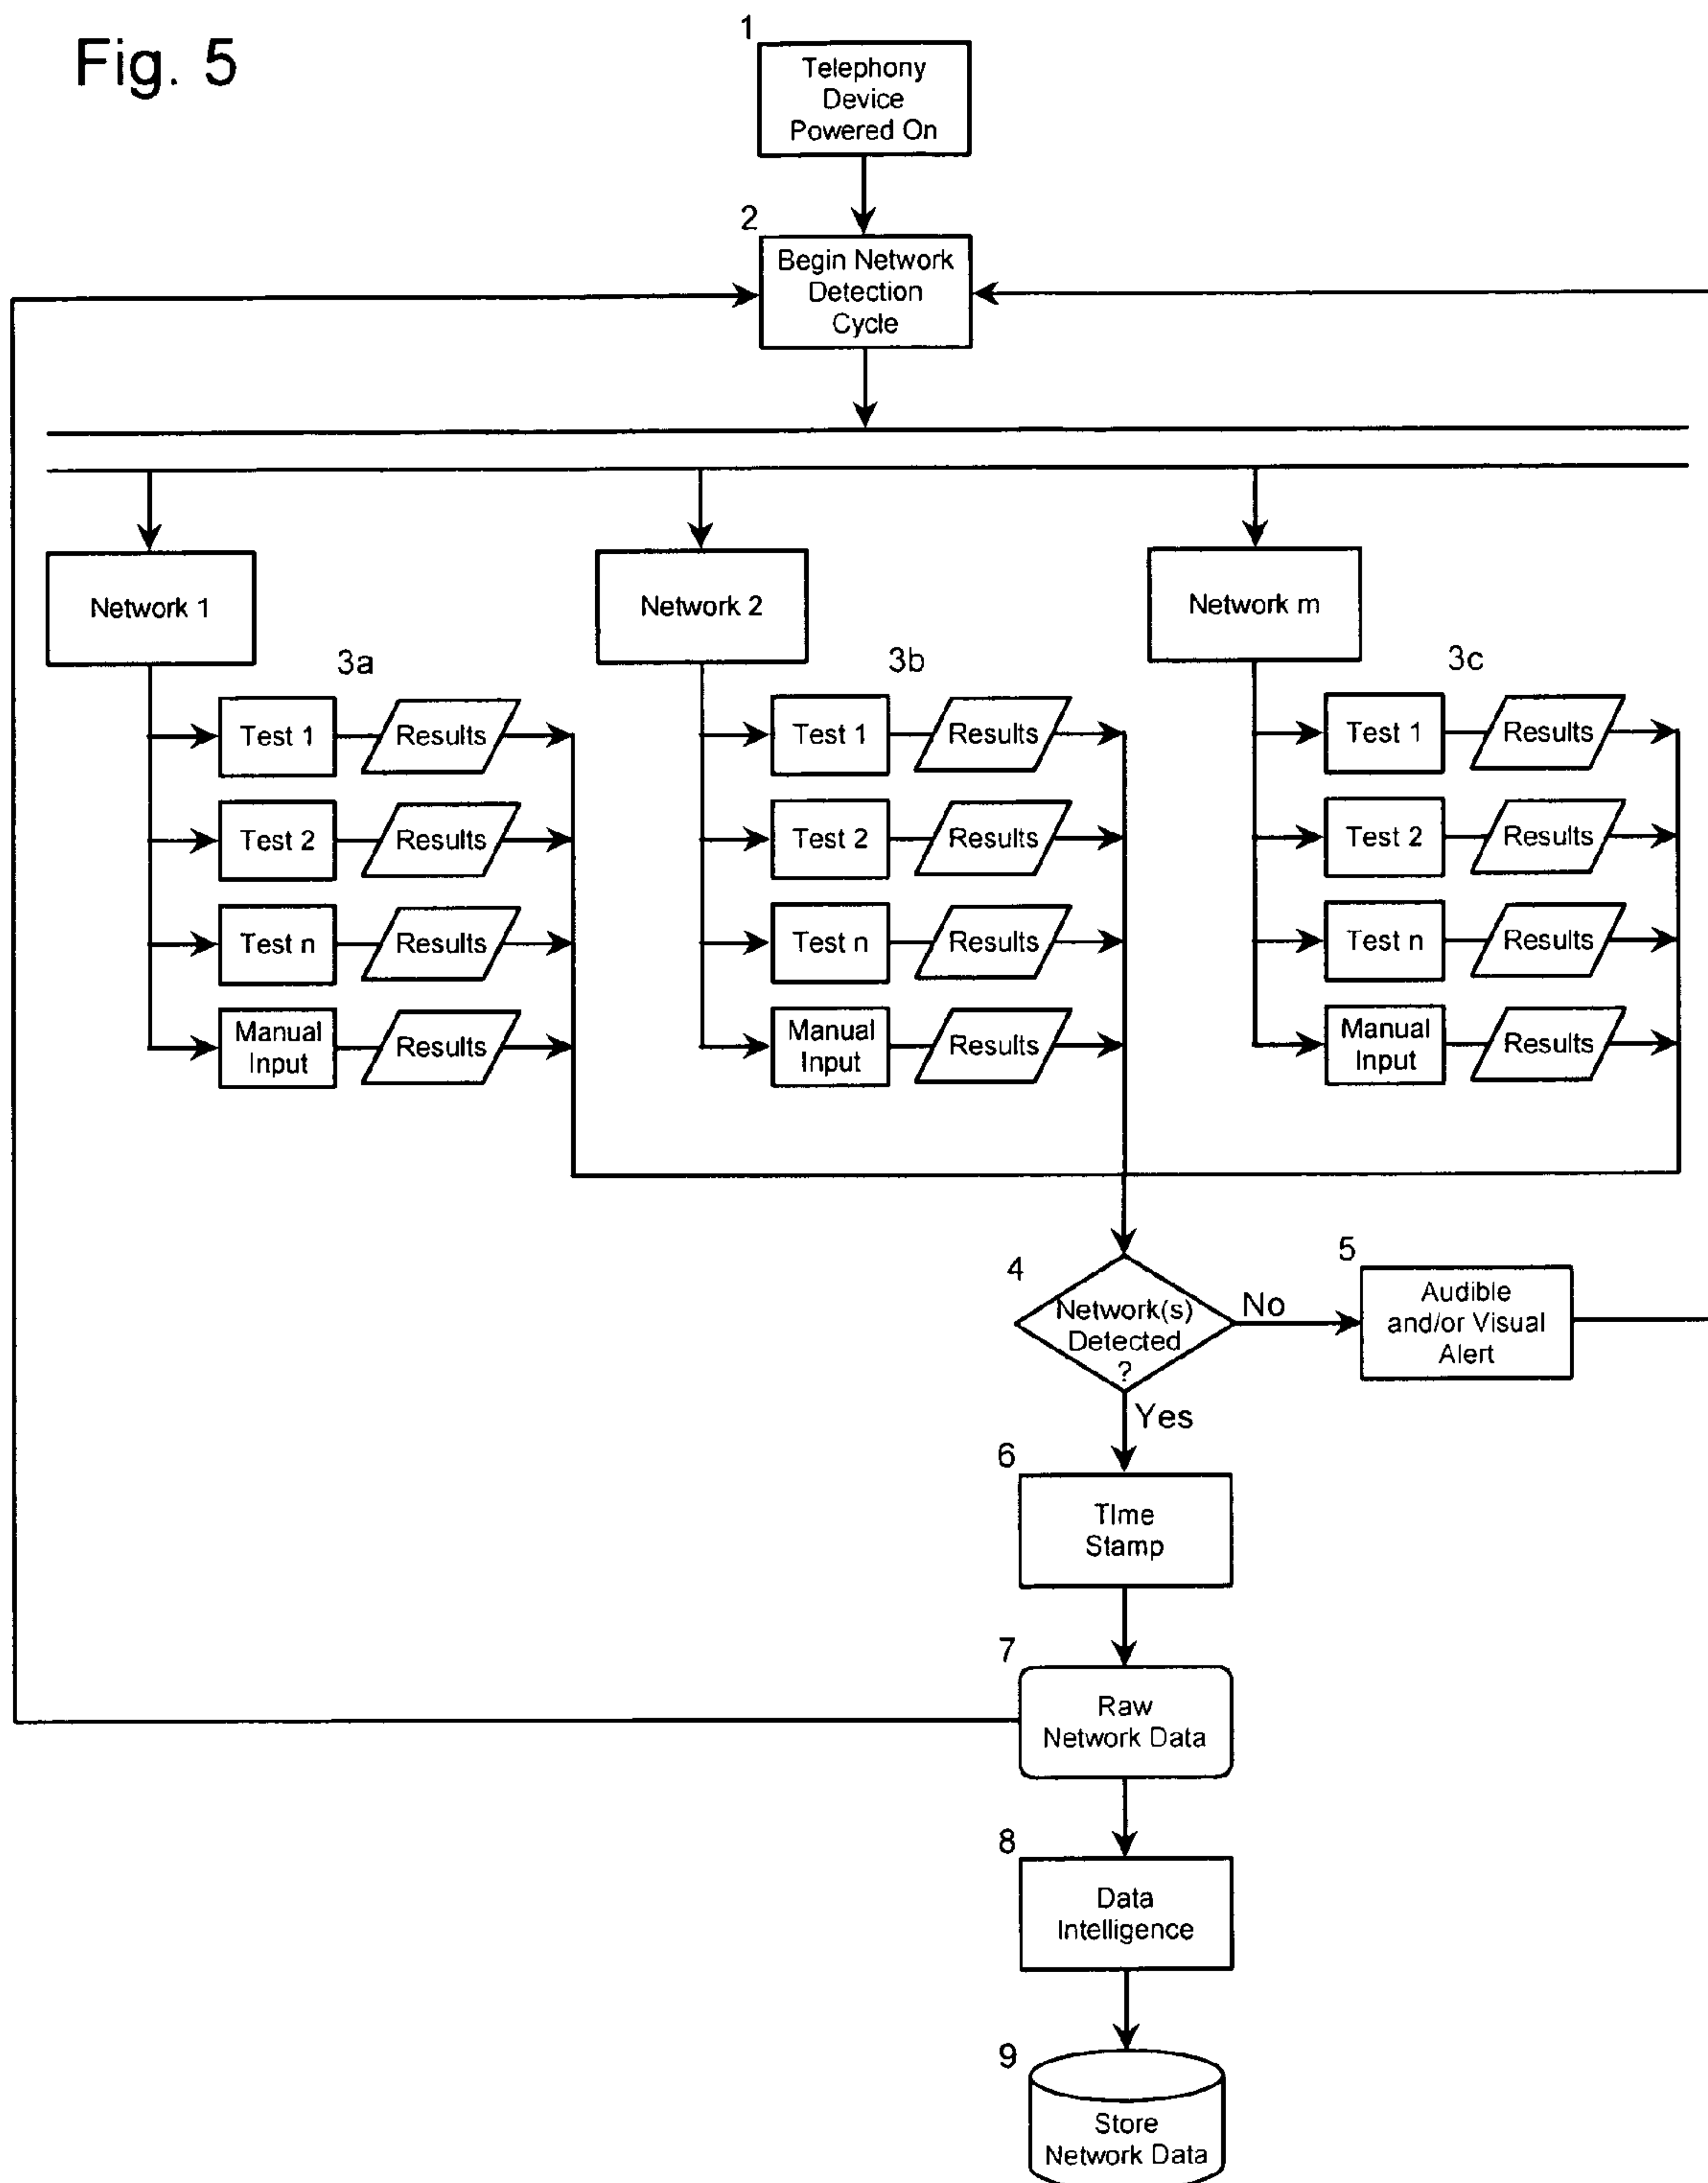 Fig. 5
1
Telephony
Device
Powered On
2
Begin Network
Detection
Cycle
Network 1
Network 2
Network m
3a
3b
3c
Test 1
Results
Test 1
Results
Test 1
Results
Test 2
Results
Test 2
Results
Test 2
Results
Test n
Results
Test n
Results
Test n
Results
Manual
Input
Results
Manual
Input
Results
Manual
Input
Results
4
Network(s)
Detected
?
No
5
Audible
and/or Visual
Alert
Yes
6
TIme
Stamp
7
Raw
Network Data
8
Data
Intelligence
9
Store
Network Data